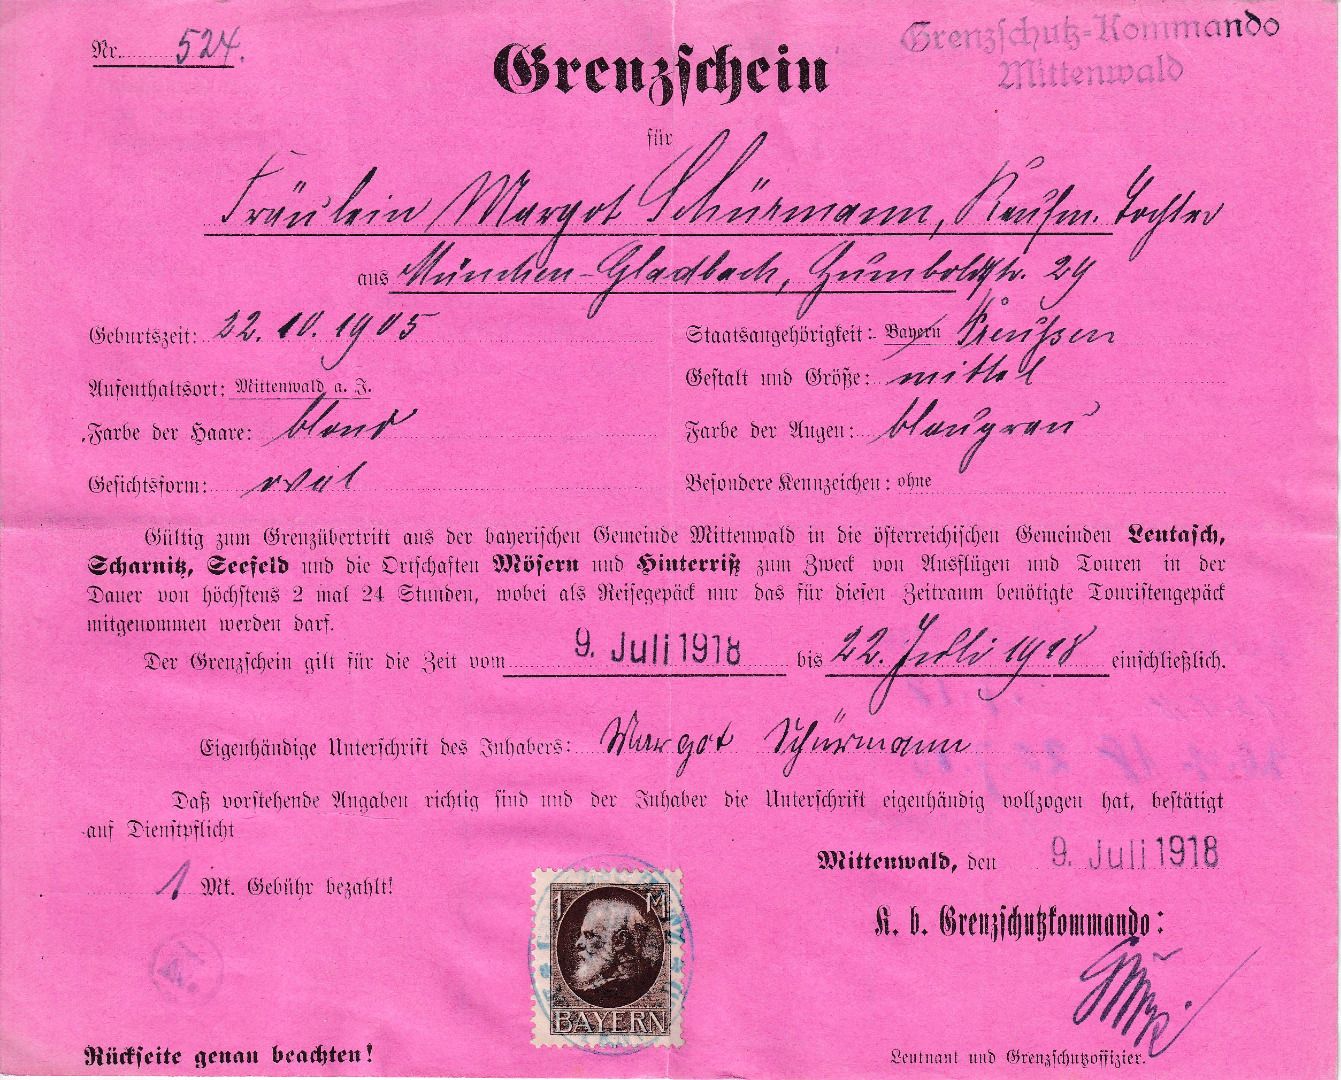 Nr. 524.
Grenzschutz-Kommando
Mittenwald
Grenzschein
für
Fräulein Margot Schürmann, Kaufm. Tochter
aus München-Gladbach, Humboldtstr. 29
Geburtszeit: 22. 10. 1905
Staatsangehörigkeit: Bayern Preußen
Aufenthaltsort: Mittenwald a. J.
Gestalt und Größe: mittel
Farbe der Haare: blond
Farbe der Augen: blaugrau
Gesichtsform: oval
Besondere Kennzeichen: ohne
Gültig zum Grenzübertritt aus der bayerischen Gemeinde Mittenwald in die österreichischen Gemeinden Leutasch,
Scharnitz, Seefeld und die Ortschaften Mösern und Hinterriß zum Zweck von Ausflügen und Touren in der
Dauer von höchstens 2 mal 24 Stunden, wobei als Reisegepäck nur das für diesen Zeitraum benötigte Touristengepäck
mitgenommen werden darf.
Der Grenzschein gilt für die Zeit vom 9. Juli 1918 bis 22. Juli 1918 einschließlich.
Eigenhändige Unterschrift des Inhabers: Margot Schürmann
Daß vorstehende Angaben richtig sind und der Inhaber die Unterschrift eigenhändig vollzogen hat, bestätigt
auf Dienstpflicht
Mittenwald, den 9. Juli 1918
1 Mk. Gebühr bezahlt!
K. b. Grenzschutzkommando:
1 M
BAYERN
Rückseite genau beachten!
Leutnant und Grenzschutzoffizier.